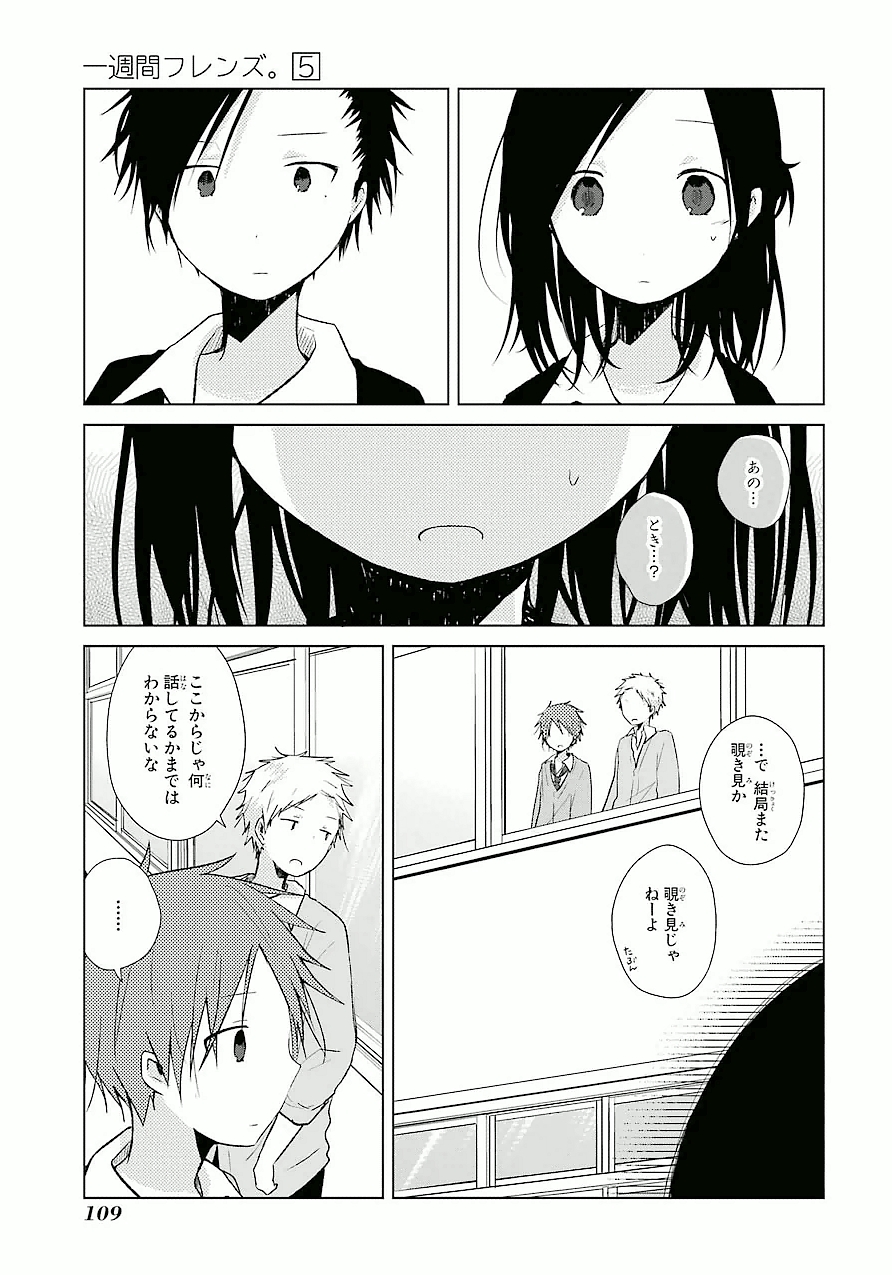 一週間フレンズ。5
あの…
とき…?
…で 結局また
覗き見か
覗き見じゃ
ねーよ
たぶん
ここからじゃ何
話してるかまでは
わからないな
……
109